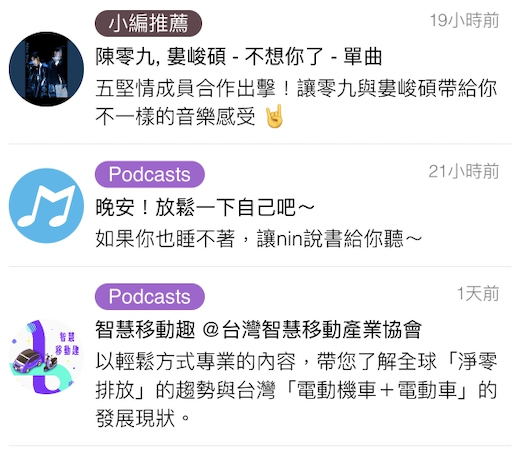 小編推薦
19小時前
陳零九, 婁峻碩 - 不想你了 - 單曲
五堅情成員合作出擊！讓零九與婁峻碩帶給你
不一樣的音樂感受 🤘
Podcasts
21小時前
晚安！放鬆一下自己吧～
如果你也睡不著，讓nin說書給你聽～
Podcasts
1天前
智慧
移動趣
智慧移動趣 @台灣智慧移動產業協會
以輕鬆方式專業的內容，帶您了解全球「淨零
排放」的趨勢與台灣「電動機車＋電動車」的
發展現狀。